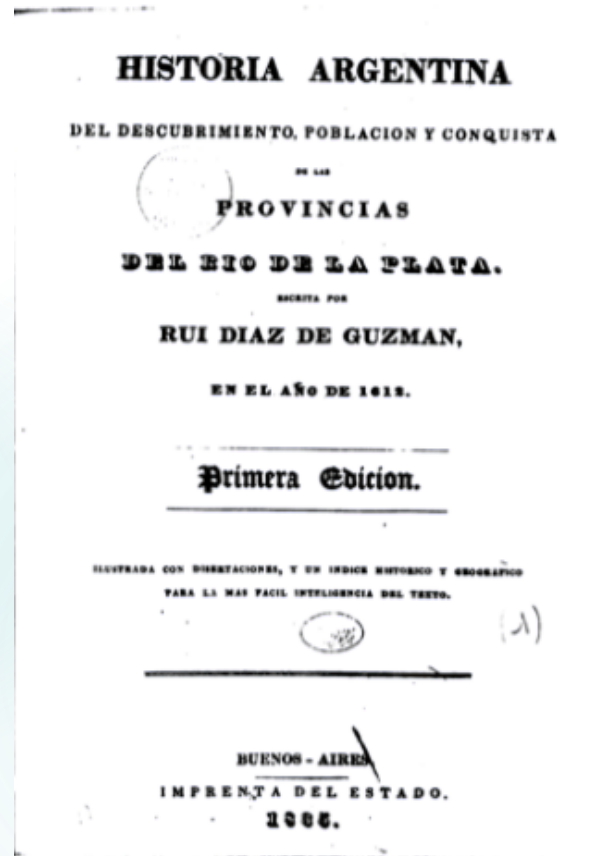 HISTORIA ARGENTINA
DEL DESCUBRIMIENTO, POBLACION Y CONQUISTA
DE LAS
PROVINCIAS
DEL RIO DE LA PLATA.
ESCRITA POR
RUI DIAZ DE GUZMAN,
EN EL AÑO DE 1612.
Primera Edicion.
ILUSTRADA CON DISERTACIONES, Y UN INDICE HISTORICO Y GEOGRÁFICO
PARA LA MAS FACIL INTELIGENCIA DEL TEXTO.
(1)
BUENOS-AIRES
IMPRENTA DEL ESTADO.